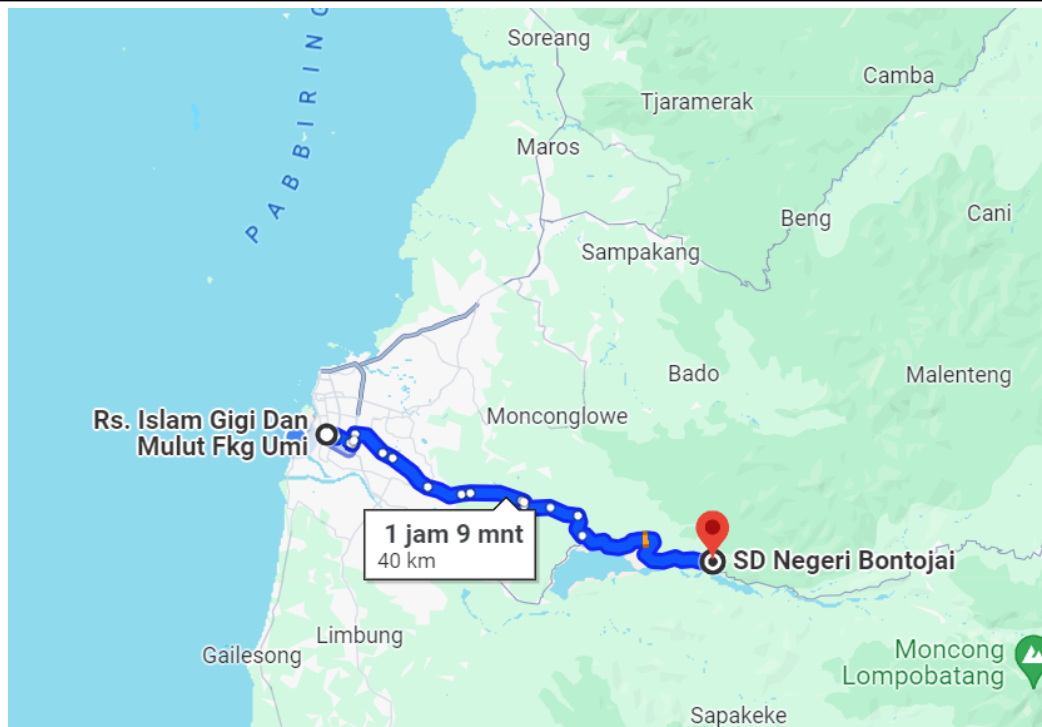 Soreang
Camba
Tjaramerak
Maros
PABBIRING
Beng
Cani
Sampakang
Bado
Malenteng
Rs. Islam Gigi Dan
Mulut Fkg Umi
Monconglowe
1 jam 9 mnt
40 km
SD Negeri Bontojai
Limbung
Gailesong
Moncong
Lompobatang
Sapakeke